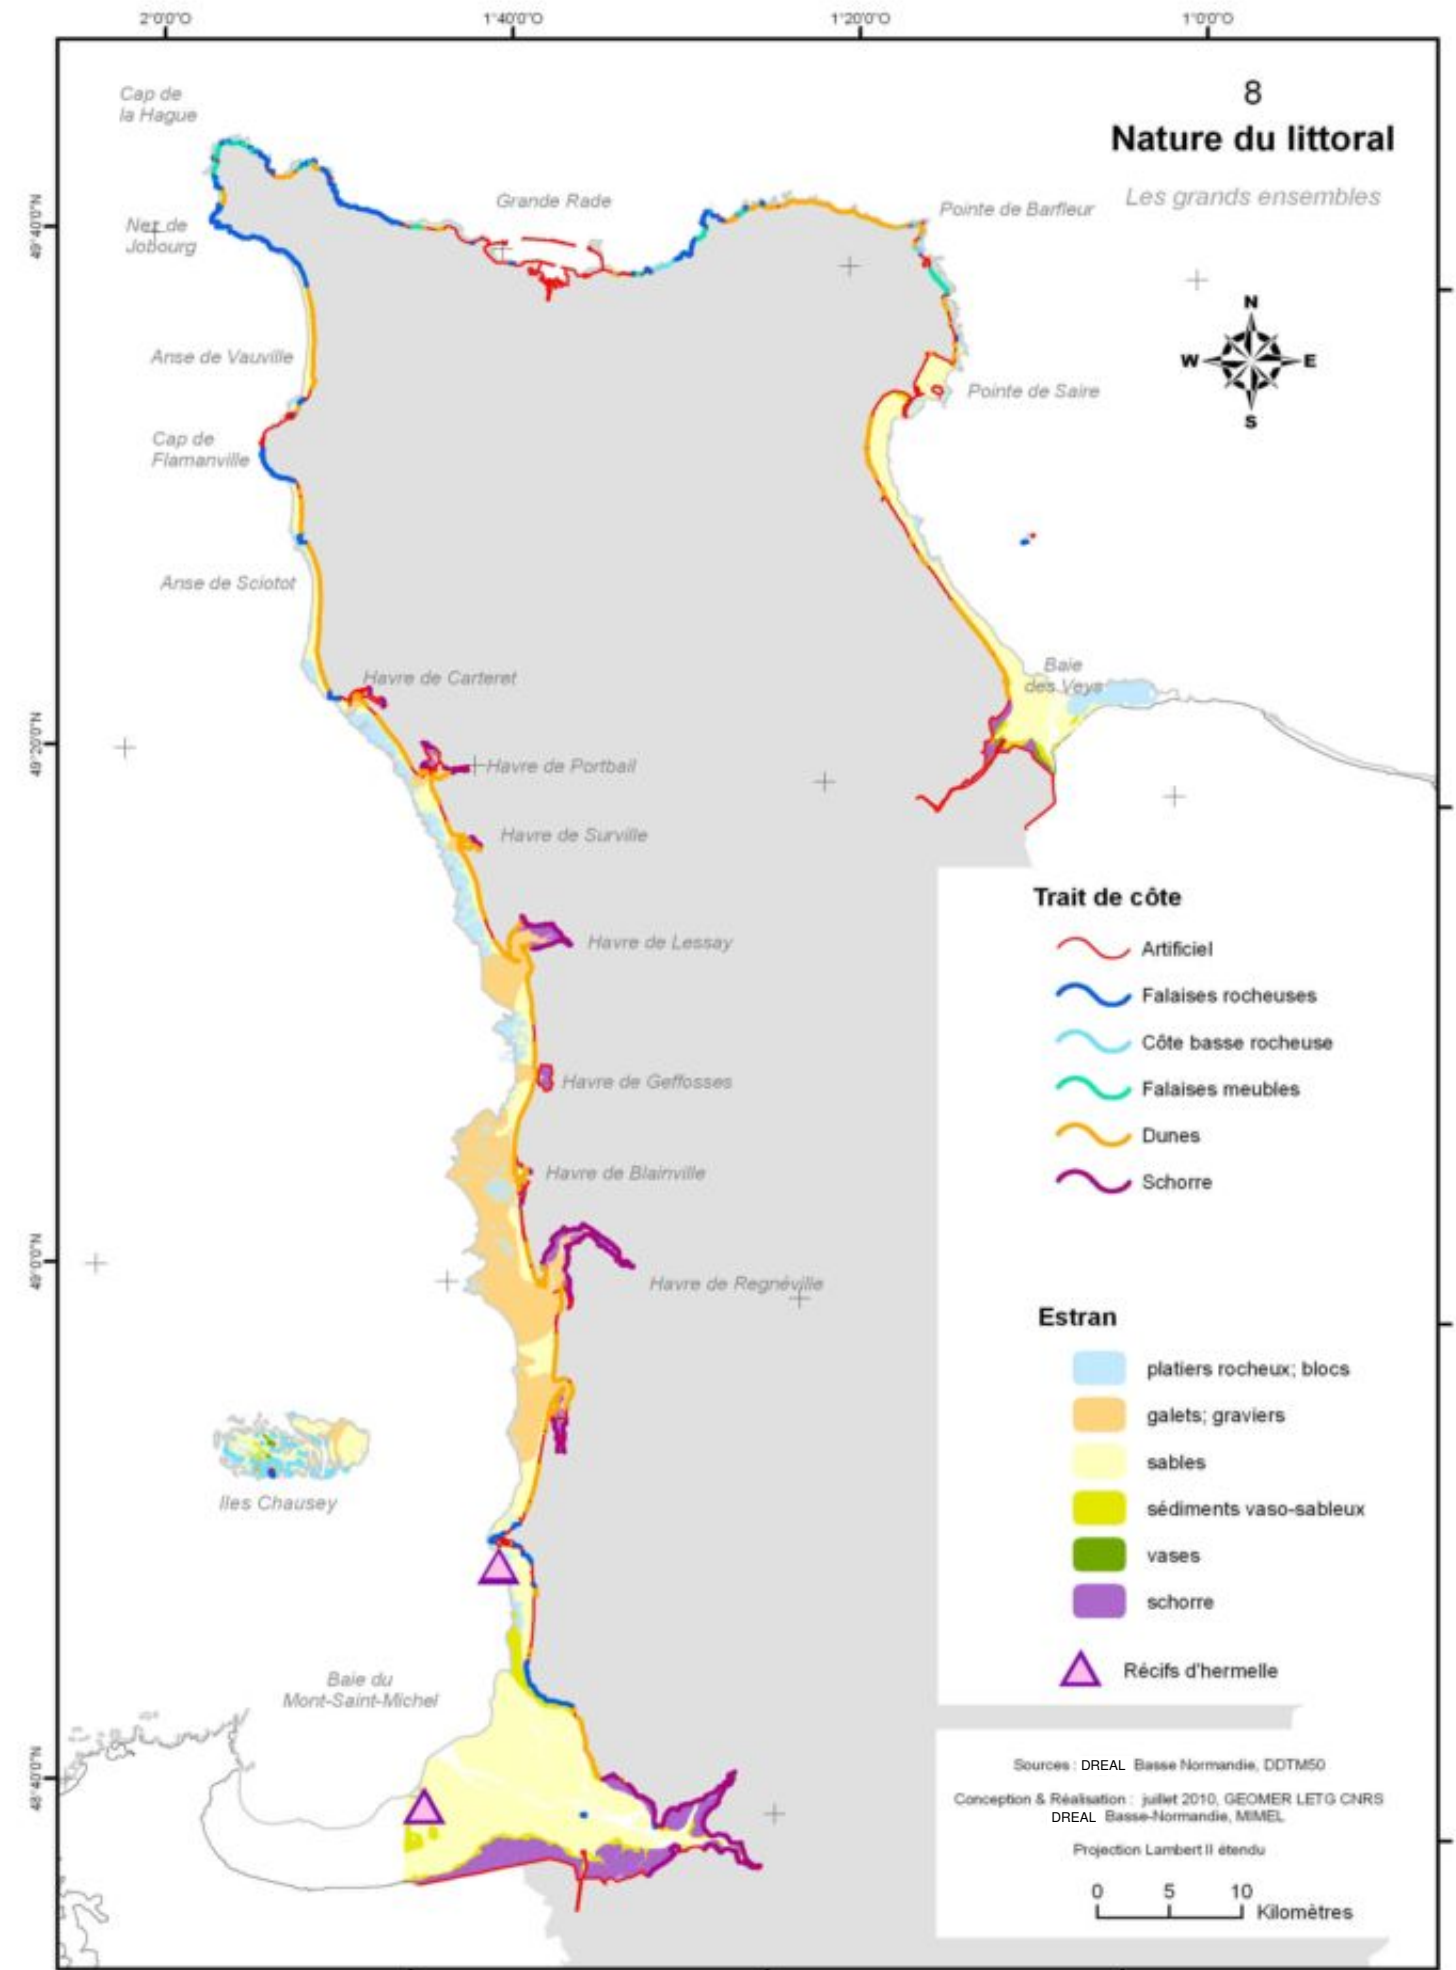 2°0'0"O
1°40'0"O
1°20'0"O
1°0'0"O
8
Nature du littoral
Les grands ensembles
Cap de
la Hague
Grande Rade
Pointe de Barfleur
49°40'0"N
Nez de
Jobourg
N
W
E
S
Anse de Vauville
Pointe de Saire
Cap de
Flamanville
Anse de Sciotot
Baie
des Veys
Havre de Carteret
49°20'0"N
Havre de Portbail
Havre de Surville
Havre de Lessay
Havre de Geffosses
Havre de Blainville
49°0'0"N
Havre de Regnéville
Iles Chausey
Baie du
Mont-Saint-Michel
48°40'0"N
Trait de côte
Artificiel
Falaises rocheuses
Côte basse rocheuse
Falaises meubles
Dunes
Schorre
Estran
platiers rocheux; blocs
galets; graviers
sables
sédiments vaso-sableux
vases
schorre
Récifs d'hermelle
Sources : DREAL Basse Normandie, DDTM50
Conception & Réalisation : juillet 2010, GEOMER LETG CNRS
DREAL Basse-Normandie, MIMEL
Projection Lambert II étendu
0 5 10
Kilomètres